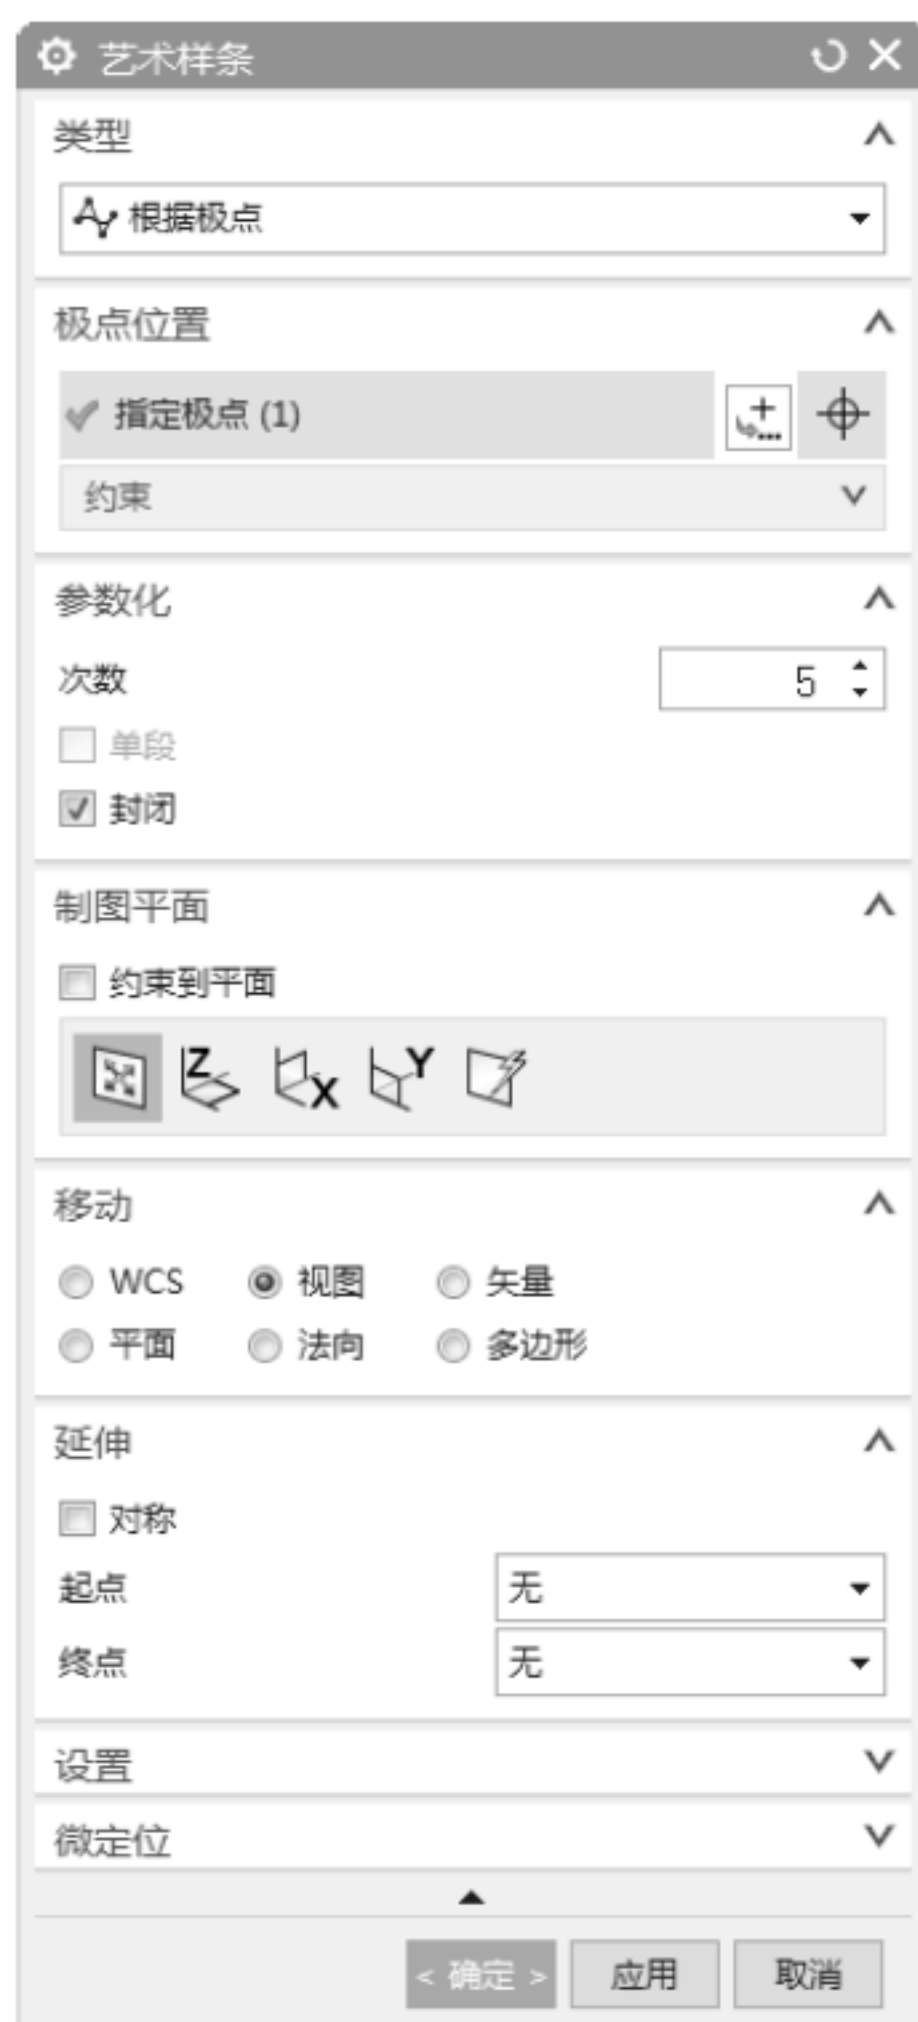 艺术样条
类型
根据极点
极点位置
指定极点 (1)
约束
参数化
次数 5
单段
封闭
制图平面
约束到平面
Z X Y
移动
WCS 视图 矢量
平面 法向 多边形
延伸
对称
起点 无
终点 无
设置
微定位
< 确定 > 应用 取消